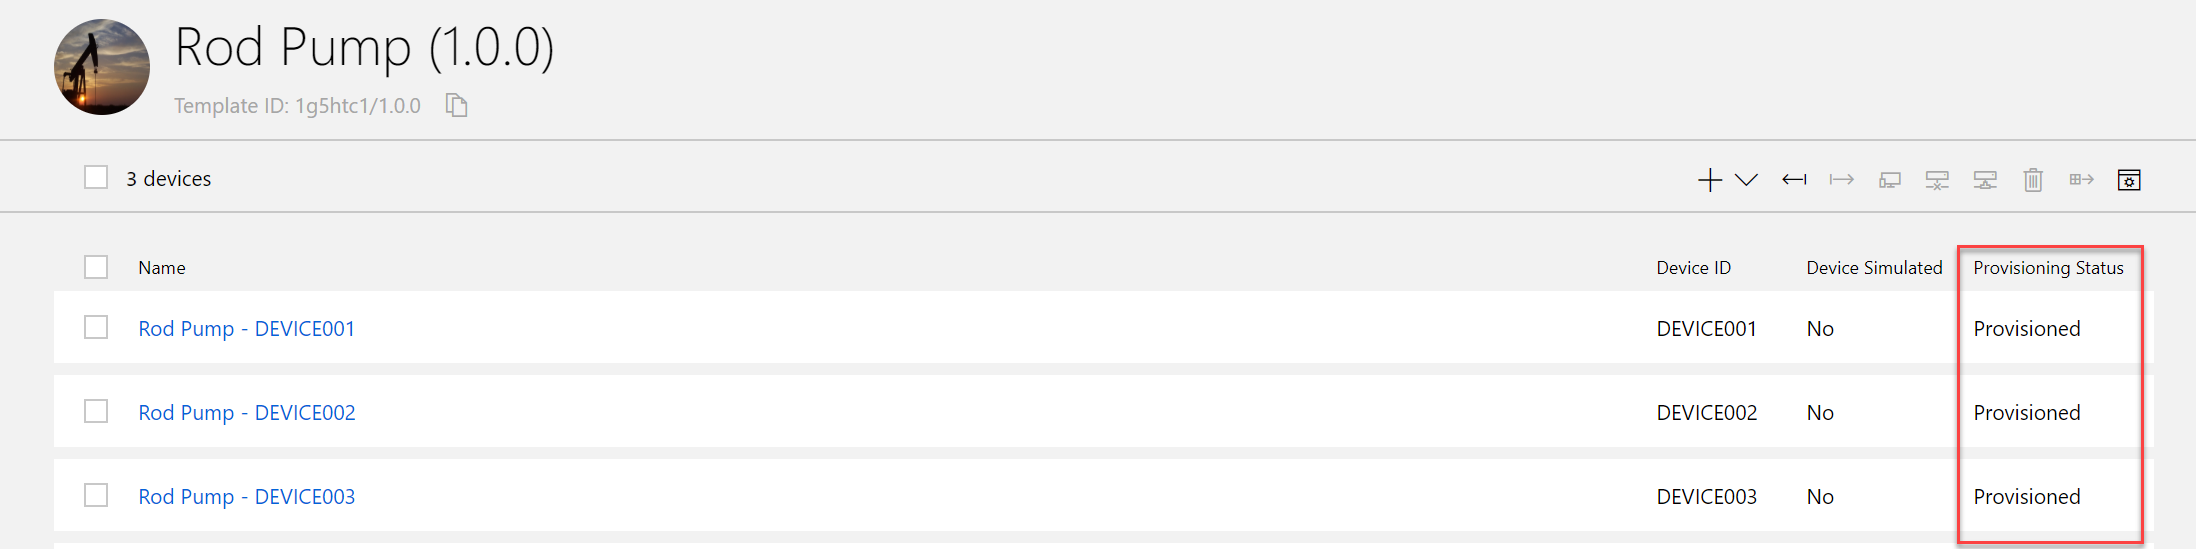 Rod Pump (1.0.0)
Template ID: 1g5htc1/1.0.0
3 devices
Name Device ID Device Simulated Provisioning Status
Rod Pump - DEVICE001 DEVICE001 No Provisioned
Rod Pump - DEVICE002 DEVICE002 No Provisioned
Rod Pump - DEVICE003 DEVICE003 No Provisioned